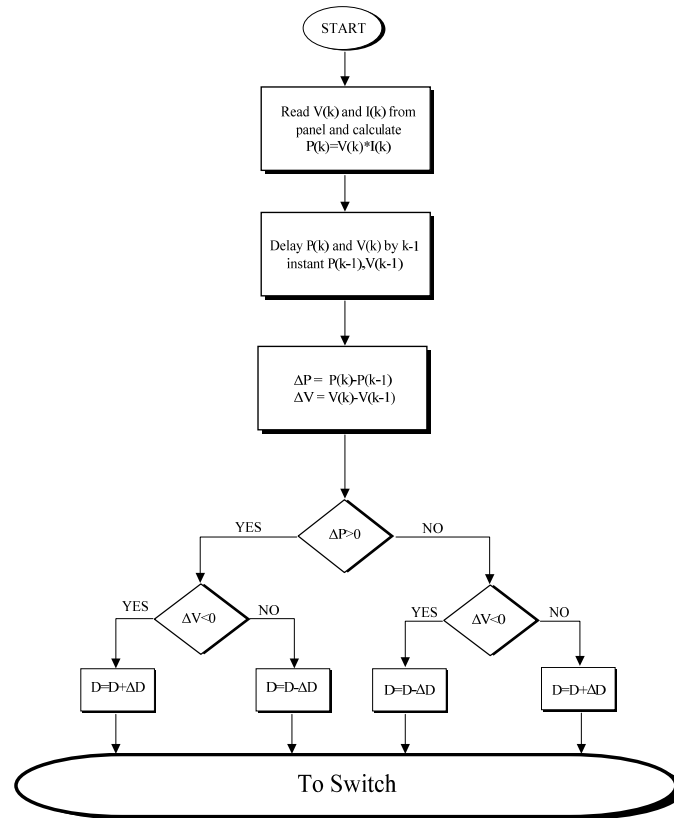 START
Read V(k) and I(k) from
panel and calculate
P(k)=V(k)*I(k)
Delay P(k) and V(k) by k-1
instant P(k-1),V(k-1)
ΔP = P(k)-P(k-1)
ΔV = V(k)-V(k-1)
ΔP>0
YES
NO
ΔV<0
YES
NO
ΔV<0
YES
NO
D=D+ΔD
D=D-ΔD
D=D-ΔD
D=D+ΔD
To Switch